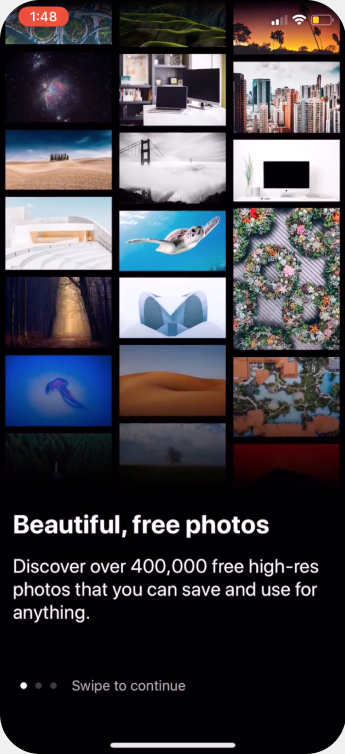 1:48
Beautiful, free photos
Discover over 400,000 free high-res
photos that you can save and use for
anything.
Swipe to continue